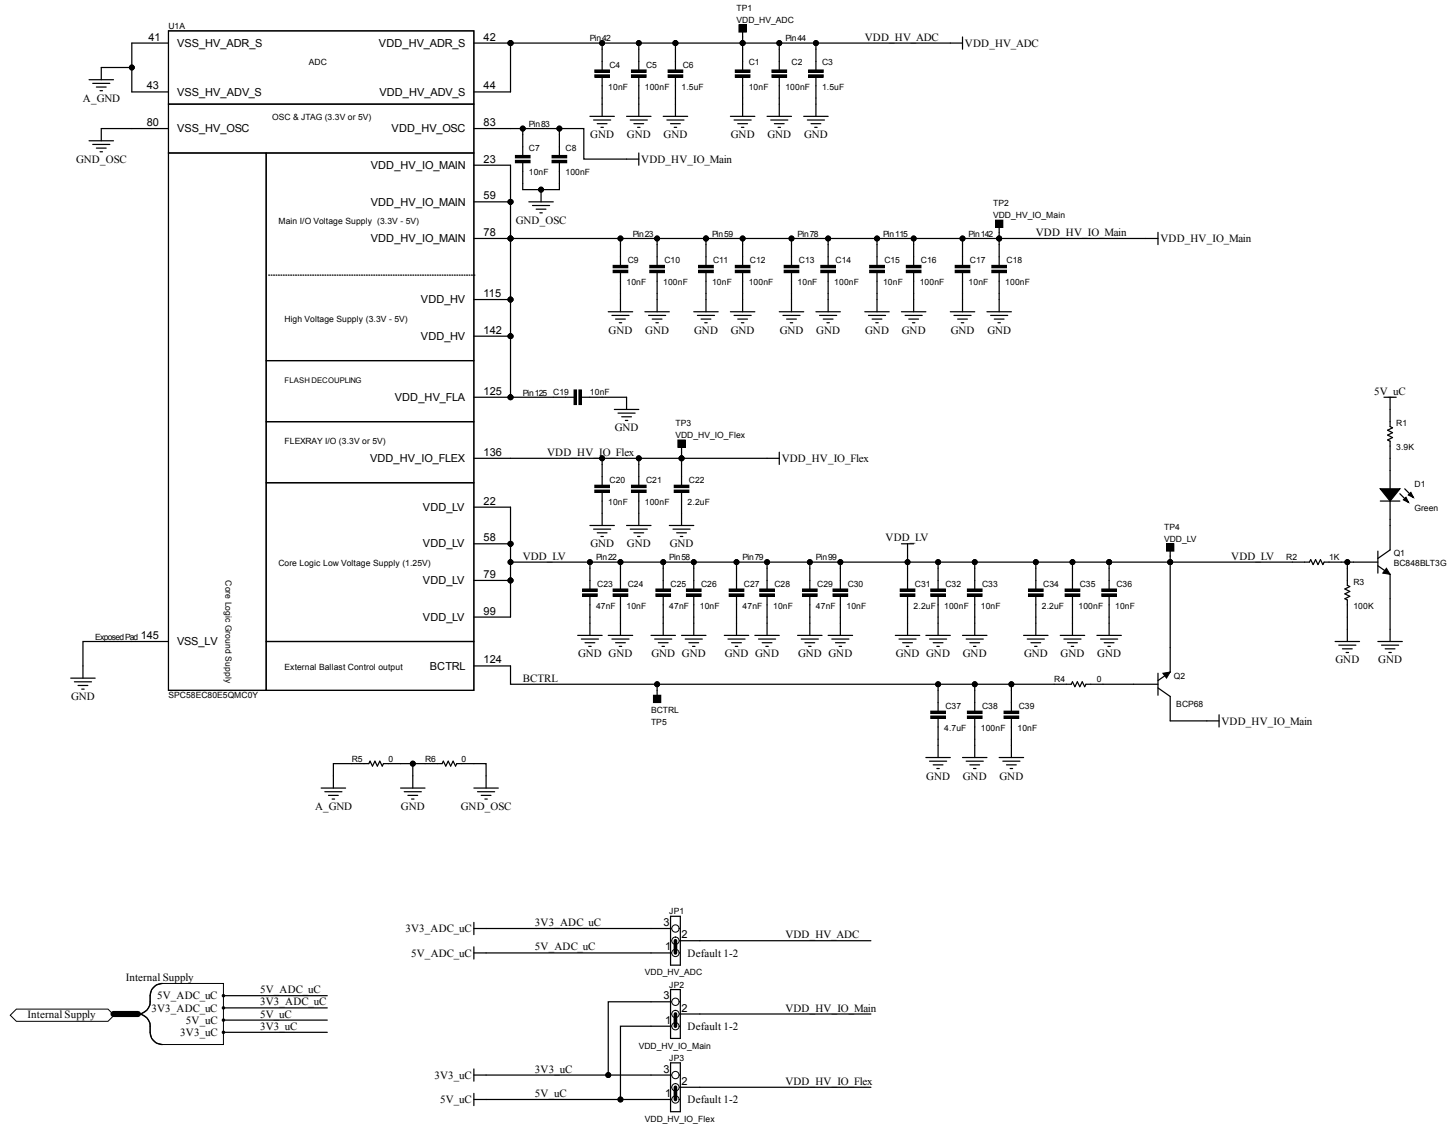 U1A
41 VSS_HV_ADR_S VDD_HV_ADR_S 42
ADC
43 VSS_HV_ADV_S VDD_HV_ADV_S 44
A_GND
Pin42
TP1
VDD_HV_ADC
Pin44
VDD_HV_ADC
VDD_HV_ADC
C4 C5 C6 C1 C2 C3
10nF 100nF 1.5uF 10nF 100nF 1.5uF
GND GND GND GND GND GND
OSC & JTAG (3.3V or 5V)
80 VSS_HV_OSC VDD_HV_OSC 83
GND_OSC
Pin83
C7 C8
10nF 100nF
VDD_HV_IO_Main
GND_OSC
VDD_HV_IO_MAIN 23
VDD_HV_IO_MAIN 59
Main I/O Voltage Supply (3.3V - 5V)
VDD_HV_IO_MAIN 78
Pin23 Pin59 Pin78 Pin115 Pin142
TP2
VDD_HV_IO_Main
VDD_HV_IO_Main
VDD_HV_IO_Main
C9 C10 C11 C12 C13 C14 C15 C16 C17 C18
10nF 100nF 10nF 100nF 10nF 100nF 10nF 100nF 10nF 100nF
GND GND GND GND GND GND GND GND GND GND
VDD_HV 115
High Voltage Supply (3.3V - 5V)
VDD_HV 142
FLASH DECOUPLING
VDD_HV_FLA 125
Pin125 C19 10nF
GND
FLEXRAY I/O (3.3V or 5V)
VDD_HV_IO_FLEX 136
VDD_HV_IO_Flex
TP3
VDD_HV_IO_Flex
VDD_HV_IO_Flex
C20 C21 C22
10nF 100nF 2.2uF
GND GND GND
VDD_LV 22
VDD_LV 58
Core Logic Low Voltage Supply (1.25V)
VDD_LV 79
VDD_LV 99
VDD_LV
Pin22 Pin58 Pin79 Pin99
VDD_LV
TP4
VDD_LV
VDD_LV
C23 C24 C25 C26 C27 C28 C29 C30 C31 C32 C33 C34 C35 C36
47nF 10nF 47nF 10nF 47nF 10nF 47nF 10nF 2.2uF 100nF 10nF 2.2uF 100nF 10nF
GND GND GND GND GND GND GND GND GND GND GND GND GND GND
5V_uC
R1
3.9K
D1
Green
R2 1K
Q1
BC848BLT3G
R3
100K
GND GND
Core Logic Ground Supply
Exposed Pad 145 VSS_LV
GND
External Ballast Control output
BCTRL 124
SPC58EC80E5QMC0Y
BCTRL
BCTRL
TP5
R4 0
Q2
BCP68
VDD_HV_IO_Main
C37 C38 C39
4.7uF 100nF 10nF
GND GND GND
R5 0 R6 0
A_GND GND GND_OSC
JP1
3V3_ADC_uC 3V3_ADC_uC 3
2 VDD_HV_ADC
5V_ADC_uC 5V_ADC_uC 1 Default 1-2
VDD_HV_ADC
Internal Supply
Internal Supply
5V_ADC_uC 5V_ADC_uC
3V3_ADC_uC 3V3_ADC_uC
5V_uC 5V_uC
3V3_uC 3V3_uC
JP2
3
2 VDD_HV_IO_Main
1 Default 1-2
VDD_HV_IO_Main
JP3
3V3_uC 3V3_uC 3
2 VDD_HV_IO_Flex
5V_uC 5V_uC 1 Default 1-2
VDD_HV_IO_Flex